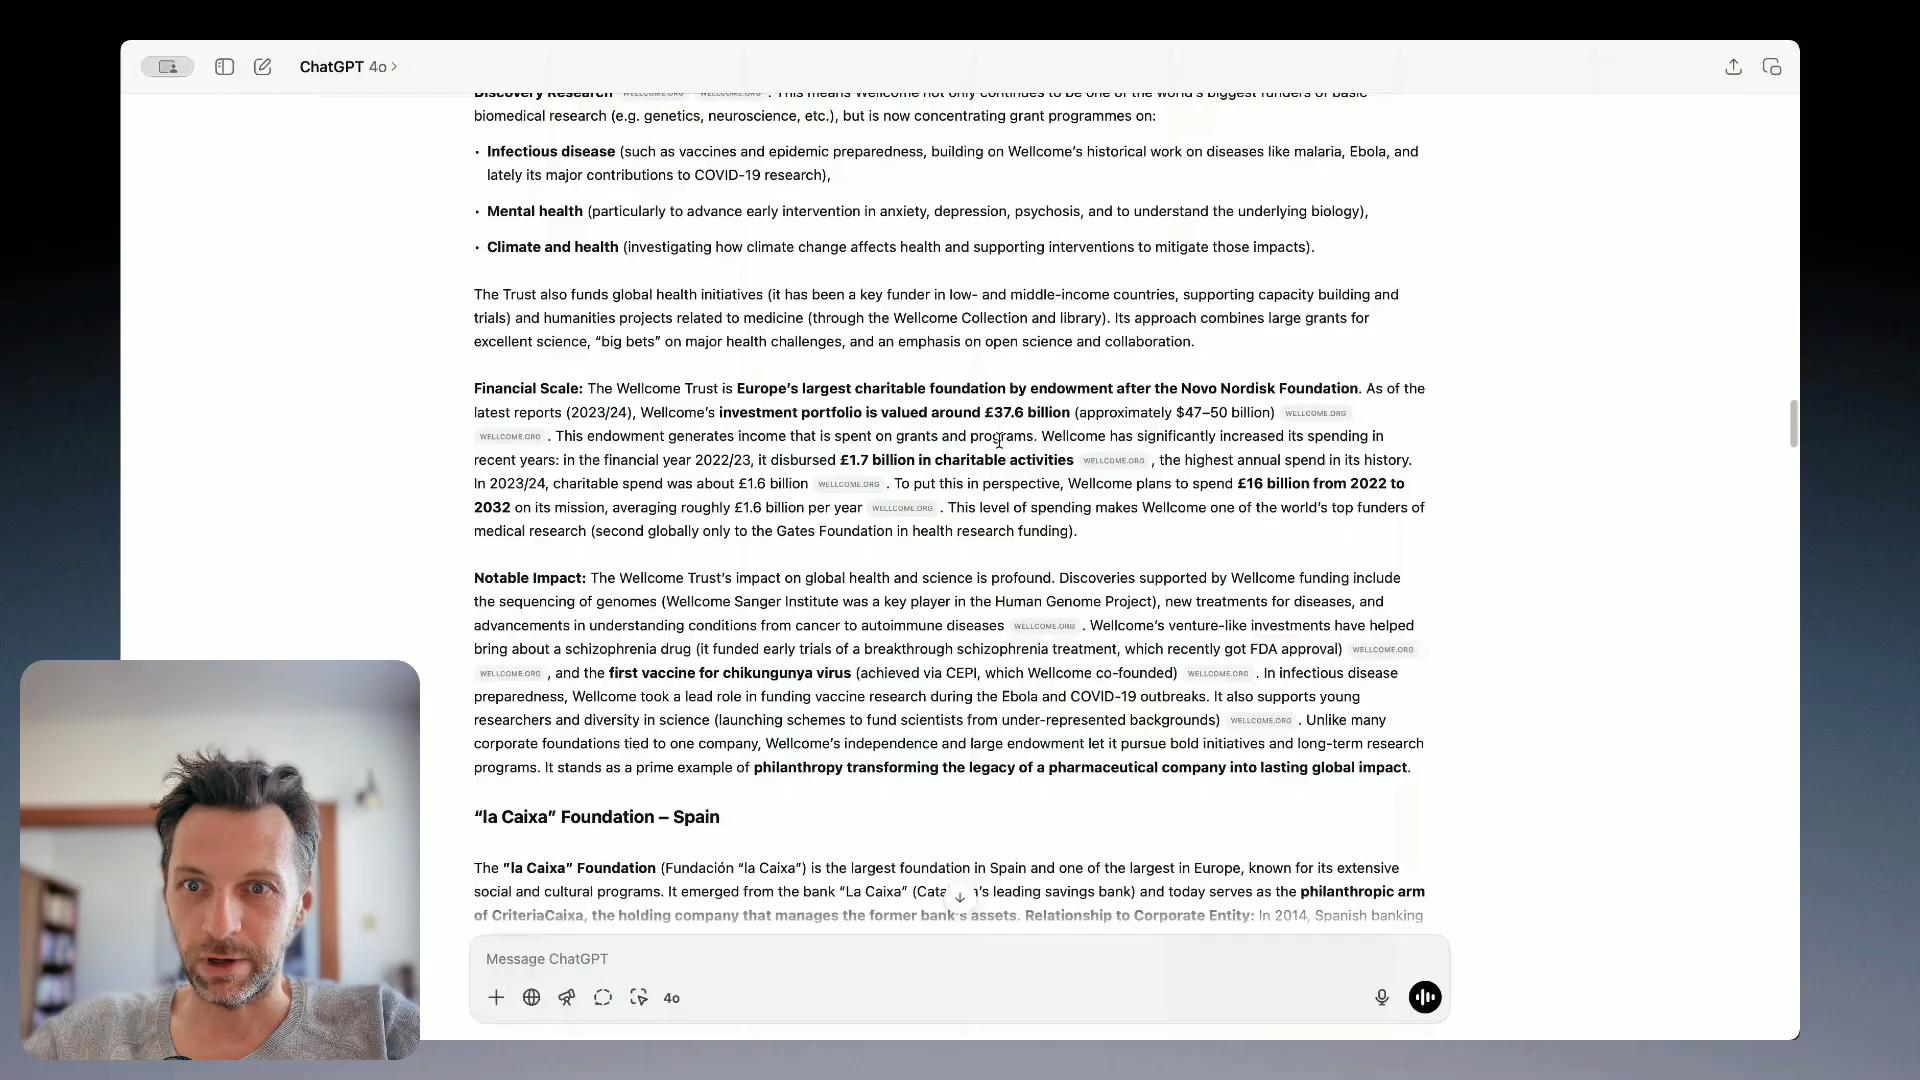 ChatGPT 4o >
Discovery Research WELLCOME.ORG WELLCOME.ORG . This means Wellcome not only continues to be one of the world's biggest funders of basic
biomedical research (e.g. genetics, neuroscience, etc.), but is now concentrating grant programmes on:
• Infectious disease (such as vaccines and epidemic preparedness, building on Wellcome's historical work on diseases like malaria, Ebola, and
lately its major contributions to COVID-19 research),
• Mental health (particularly to advance early intervention in anxiety, depression, psychosis, and to understand the underlying biology),
• Climate and health (investigating how climate change affects health and supporting interventions to mitigate those impacts).
The Trust also funds global health initiatives (it has been a key funder in low- and middle-income countries, supporting capacity building and
trials) and humanities projects related to medicine (through the Wellcome Collection and library). Its approach combines large grants for
excellent science, “big bets” on major health challenges, and an emphasis on open science and collaboration.
Financial Scale: The Wellcome Trust is Europe's largest charitable foundation by endowment after the Novo Nordisk Foundation. As of the
latest reports (2023/24), Wellcome's investment portfolio is valued around £37.6 billion (approximately $47–50 billion) WELLCOME.ORG
WELLCOME.ORG . This endowment generates income that is spent on grants and programs. Wellcome has significantly increased its spending in
recent years: in the financial year 2022/23, it disbursed £1.7 billion in charitable activities WELLCOME.ORG , the highest annual spend in its history.
In 2023/24, charitable spend was about £1.6 billion WELLCOME.ORG . To put this in perspective, Wellcome plans to spend £16 billion from 2022 to
2032 on its mission, averaging roughly £1.6 billion per year WELLCOME.ORG . This level of spending makes Wellcome one of the world's top funders of
medical research (second globally only to the Gates Foundation in health research funding).
Notable Impact: The Wellcome Trust's impact on global health and science is profound. Discoveries supported by Wellcome funding include
the sequencing of genomes (Wellcome Sanger Institute was a key player in the Human Genome Project), new treatments for diseases, and
advancements in understanding conditions from cancer to autoimmune diseases WELLCOME.ORG . Wellcome's venture-like investments have helped
bring about a schizophrenia drug (it funded early trials of a breakthrough schizophrenia treatment, which recently got FDA approval) WELLCOME.ORG
WELLCOME.ORG , and the first vaccine for chikungunya virus (achieved via CEPI, which Wellcome co-founded) WELLCOME.ORG . In infectious disease
preparedness, Wellcome took a lead role in funding vaccine research during the Ebola and COVID-19 outbreaks. It also supports young
researchers and diversity in science (launching schemes to fund scientists from under-represented backgrounds) WELLCOME.ORG . Unlike many
corporate foundations tied to one company, Wellcome's independence and large endowment let it pursue bold initiatives and long-term research
programs. It stands as a prime example of philanthropy transforming the legacy of a pharmaceutical company into lasting global impact.
“la Caixa” Foundation – Spain
The "la Caixa" Foundation (Fundación “la Caixa”) is the largest foundation in Spain and one of the largest in Europe, known for its extensive
social and cultural programs. It emerged from the bank “La Caixa” ('s leading savings bank) and today serves as the philanthropic arm
of CriteriaCaixa, the holding company that manages the former bank's assets. Relationship to Corporate Entity: In 2014, Spanish banking
Message ChatGPT
4o